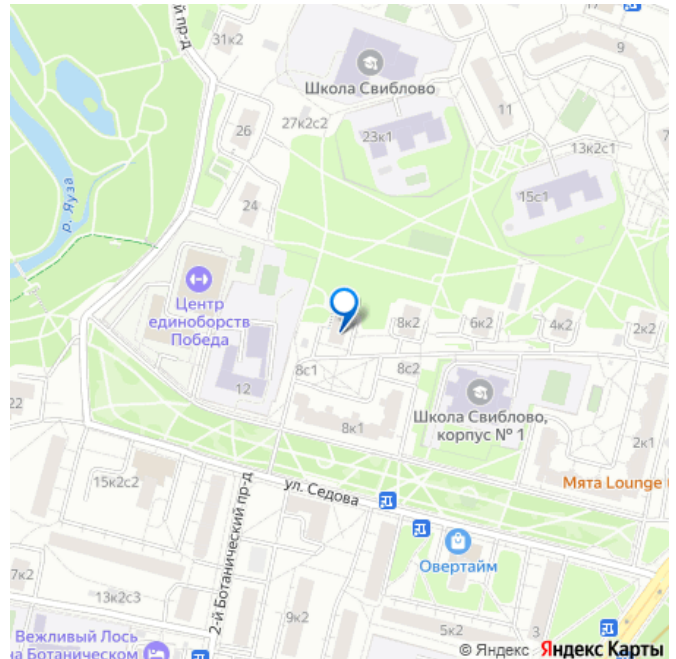 й пр-д
31к2
9
Школа Свиблово
11
26
27к2с2
23к1
13к2с1
7
15с1
р. Яуза
24
Центр
единоборств
Победа
8к2
6к2
4к2
2к2
8с1
8с2
12
22
Школа Свиблово,
корпус № 1
8к1
2к1
15к2с2
Мята Lounge
ул. Седова
2-й Ботанический пр-д
Овертайм
7к2
13к2с3
9к2
5к2
3
Вежливый Лось
на Ботаническом
© Яндекс Яндекс Карты